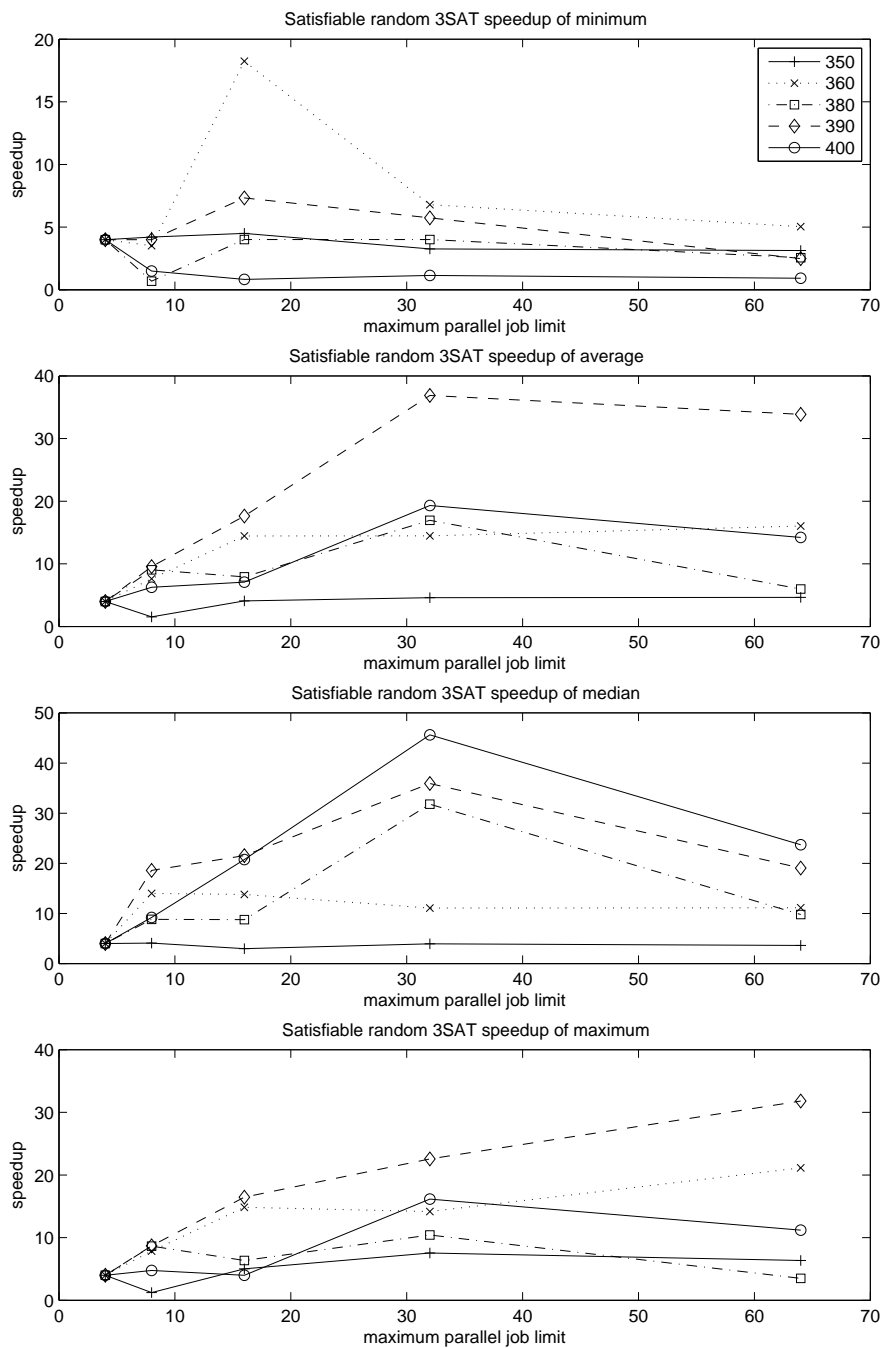 Satisfiable random 3SAT speedup of minimum
20
15
10
5
0
speedup
350
360
380
390
400
0 10 20 30 40 50 60 70
maximum parallel job limit
Satisfiable random 3SAT speedup of average
40
30
20
10
0
speedup
0 10 20 30 40 50 60 70
maximum parallel job limit
Satisfiable random 3SAT speedup of median
50
40
30
20
10
0
speedup
0 10 20 30 40 50 60 70
maximum parallel job limit
Satisfiable random 3SAT speedup of maximum
40
30
20
10
0
speedup
0 10 20 30 40 50 60 70
maximum parallel job limit